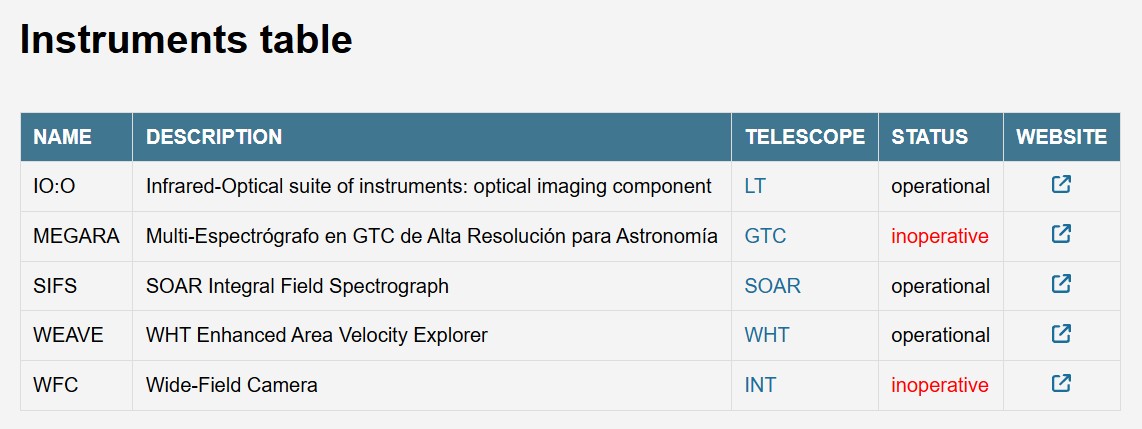 Instruments table
NAME DESCRIPTION TELESCOPE STATUS WEBSITE
IO:O Infrared-Optical suite of instruments: optical imaging component LT operational
MEGARA Multi-Espectrógrafo en GTC de Alta Resolución para Astronomía GTC inoperative
SIFS SOAR Integral Field Spectrograph SOAR operational
WEAVE WHT Enhanced Area Velocity Explorer WHT operational
WFC Wide-Field Camera INT inoperative